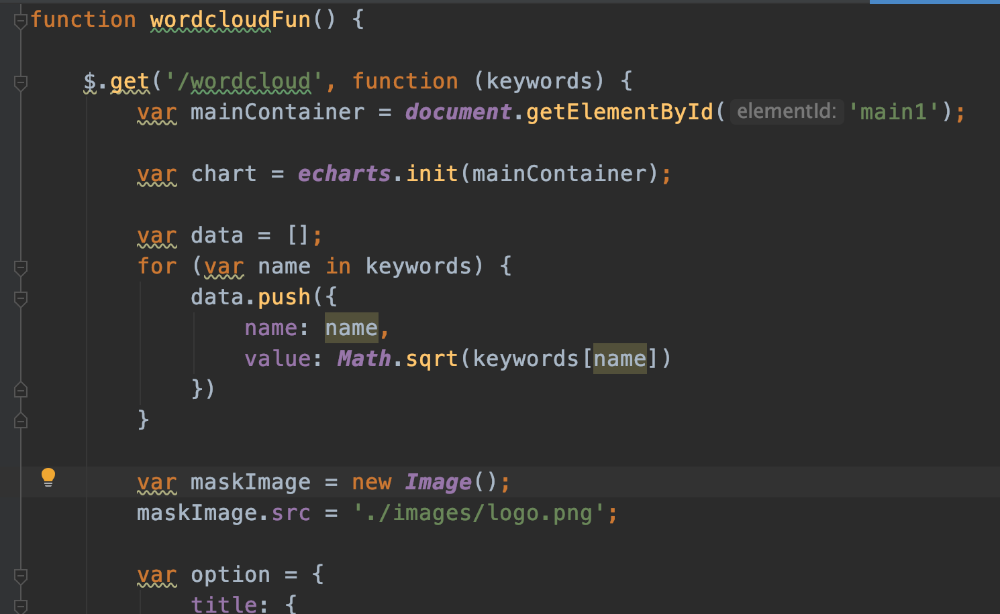 function wordcloudFun() {
$.get('/wordcloud', function (keywords) {
var mainContainer = document.getElementById( elementId: 'main1');
var chart = echarts.init(mainContainer);
var data = [];
for (var name in keywords) {
data.push({
name: name,
value: Math.sqrt(keywords[name])
})
}
var maskImage = new Image();
maskImage.src = './images/logo.png';
var option = {
title: {